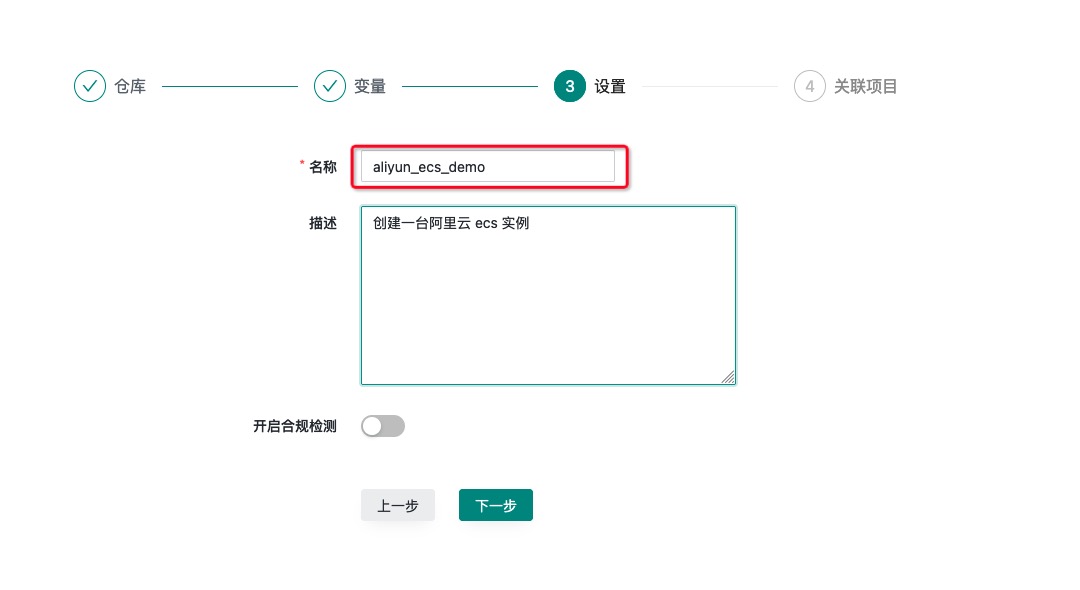 仓库 变量 3 设置 4 关联项目
* 名称 aliyun_ecs_demo
描述 创建一台阿里云 ecs 实例
开启合规检测
上一步 下一步